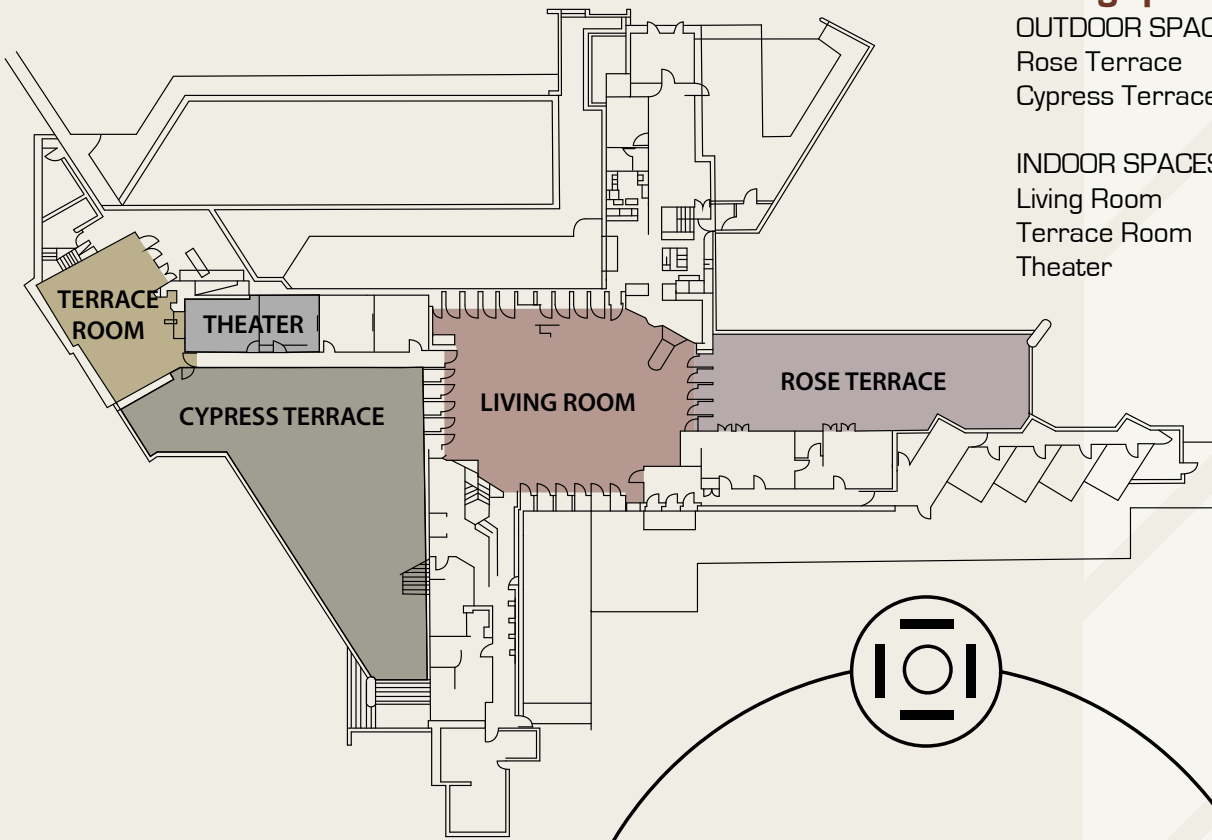 OUTDOOR SPAC
Rose Terrace
Cypress Terrace
INDOOR SPACES
Living Room
Terrace Room
Theater
TERRACE
ROOM
THEATER
CYPRESS TERRACE
LIVING ROOM
ROSE TERRACE